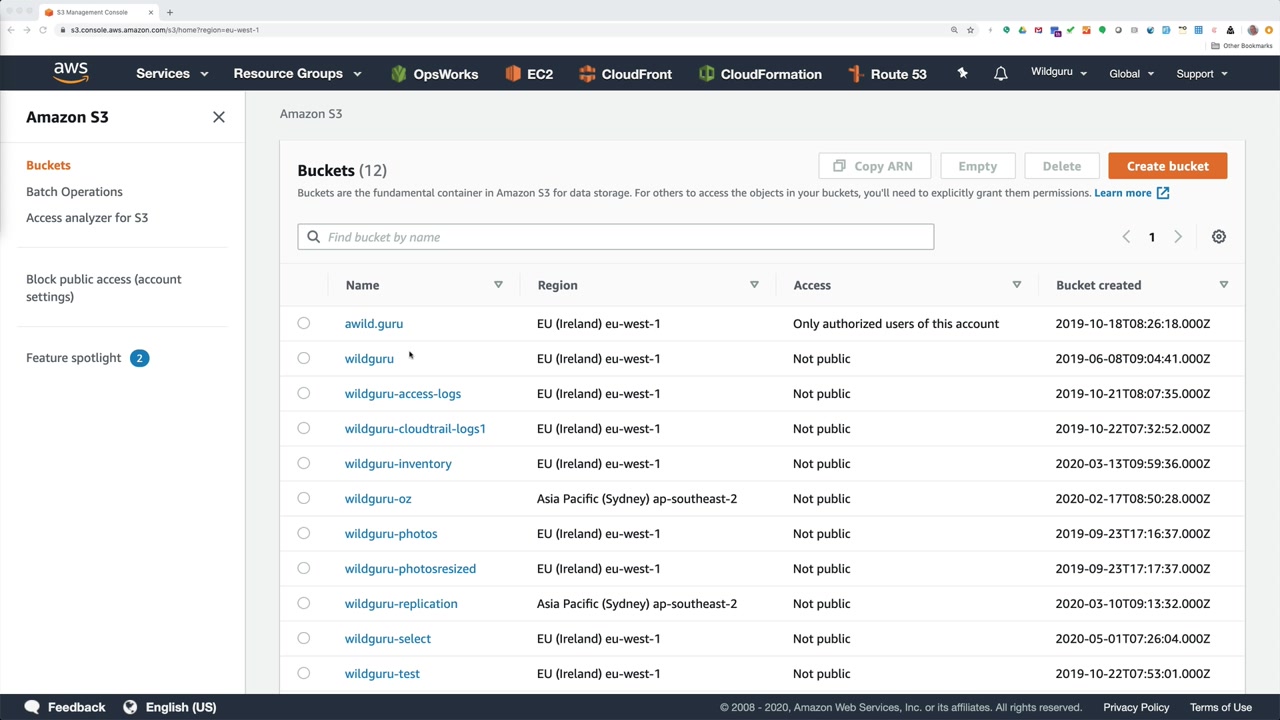 S3 Management Console
s3.console.aws.amazon.com/s3/home?region=eu-west-1
Other Bookmarks
aws Services Resource Groups OpsWorks EC2 CloudFront CloudFormation Route 53 Wildguru Global Support
Amazon S3
Buckets
Batch Operations
Access analyzer for S3
Block public access (account
settings)
Feature spotlight 2
Amazon S3
Buckets (12) Copy ARN Empty Delete Create bucket
Buckets are the fundamental container in Amazon S3 for data storage. For others to access the objects in your buckets, you'll need to explicitly grant them permissions. Learn more
Find bucket by name 1
Name Region Access Bucket created
awild.guru EU (Ireland) eu-west-1 Only authorized users of this account 2019-10-18T08:26:18.000Z
wildguru EU (Ireland) eu-west-1 Not public 2019-06-08T09:04:41.000Z
wildguru-access-logs EU (Ireland) eu-west-1 Not public 2019-10-21T08:07:35.000Z
wildguru-cloudtrail-logs1 EU (Ireland) eu-west-1 Not public 2019-10-22T07:32:52.000Z
wildguru-inventory EU (Ireland) eu-west-1 Not public 2020-03-13T09:59:36.000Z
wildguru-oz Asia Pacific (Sydney) ap-southeast-2 Not public 2020-02-17T08:50:28.000Z
wildguru-photos EU (Ireland) eu-west-1 Not public 2019-09-23T17:16:37.000Z
wildguru-photosresized EU (Ireland) eu-west-1 Not public 2019-09-23T17:17:37.000Z
wildguru-replication Asia Pacific (Sydney) ap-southeast-2 Not public 2020-03-10T09:13:32.000Z
wildguru-select EU (Ireland) eu-west-1 Not public 2020-05-01T07:26:04.000Z
wildguru-test EU (Ireland) eu-west-1 Not public 2019-10-22T07:53:01.000Z
Feedback English (US) © 2008 - 2020, Amazon Web Services, Inc. or its affiliates. All rights reserved. Privacy Policy Terms of Use